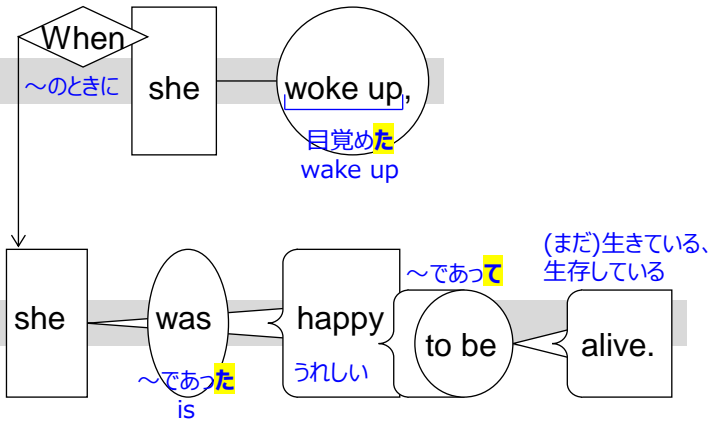 When she woke up,
～のときに
目覚めた
wake up
she was happy to be alive.
～であった
is
うれしい
～であって
(まだ)生きている、
生存している